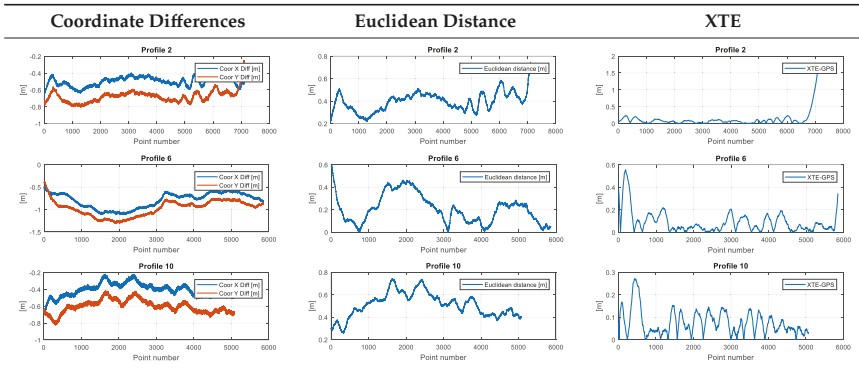 Coordinate Differences Euclidean Distance XTE
Profile 2 Profile 2 Profile 2
-0.2 -0.4 -0.6 -0.8 -1 [m] Coor X Diff [m] Coor Y Diff [m]
0 1000 2000 3000 4000 5000 6000 7000 8000
Point number
0.8 0.6 0.4 0.2 [m] Euclidean distance [m]
0 1000 2000 3000 4000 5000 6000 7000 8000
Point number
2 1.5 1 0.5 0 [m] XTE-GPS
0 1000 2000 3000 4000 5000 6000 7000 8000
Point number
Profile 6 Profile 6 Profile 6
0 -0.5 -1 -1.5 [m] Coor X Diff [m] Coor Y Diff [m]
0 1000 2000 3000 4000 5000 6000
Point number
0.6 0.4 0.2 0 [m] Euclidean distance [m]
0 1000 2000 3000 4000 5000 6000
Point number
0.6 0.4 0.2 0 [m] XTE-GPS
0 1000 2000 3000 4000 5000 6000
Point number
Profile 10 Profile 10 Profile 10
-0.2 -0.4 -0.6 -0.8 -1 [m] Coor X Diff [m] Coor Y Diff [m]
0 1000 2000 3000 4000 5000 6000
Point number
0.8 0.6 0.4 0.2 [m] Euclidean distance [m]
0 1000 2000 3000 4000 5000 6000
Point number
0.3 0.2 0.1 0 [m] XTE-GPS
0 1000 2000 3000 4000 5000 6000
Point number